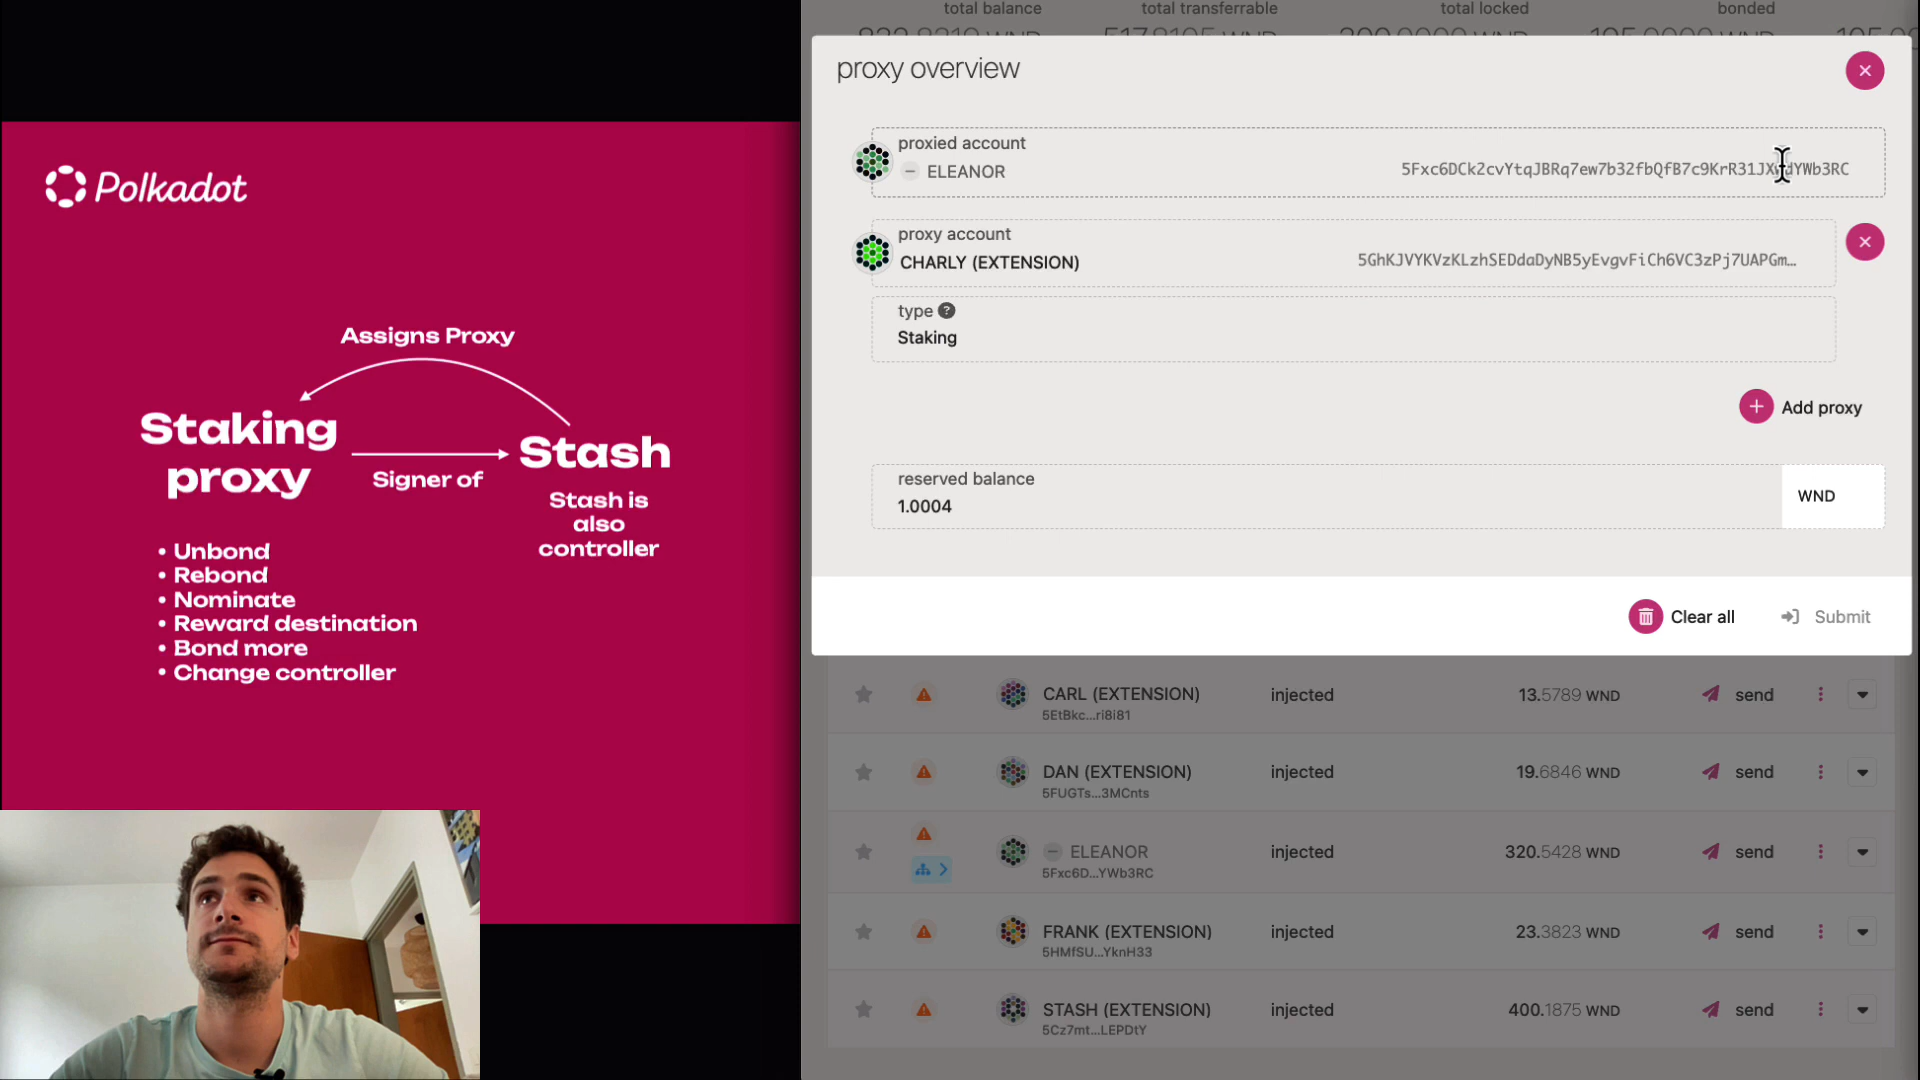 Polkadot
Assigns Proxy
Staking
proxy
Signer of
Stash
Stash is
also
controller
• Unbond
• Rebond
• Nominate
• Reward destination
• Bond more
• Change controller
total balance
total transferrable
total locked
bonded
proxy overview
proxied account
ELEANOR
proxy account
CHARLY (EXTENSION)
5GhKJVYKVzKLzhSEDdaDyNB5yEvgvFiCh6VC3zPj7UAPGm…
type
Staking
Add proxy
reserved balance
1.0004
WND
Clear all
Submit
CARL (EXTENSION)
5EtBkc...ri8i81
injected
13.5789 WND
send
DAN (EXTENSION)
5FUGTs...3MCnts
injected
19.6846 WND
send
ELEANOR
5Fxc6D...YWb3RC
injected
320.5428 WND
send
FRANK (EXTENSION)
5HMfSU...YknH33
injected
23.3823 WND
send
STASH (EXTENSION)
5Cz7mt...LEPDtY
injected
400.1875 WND
send